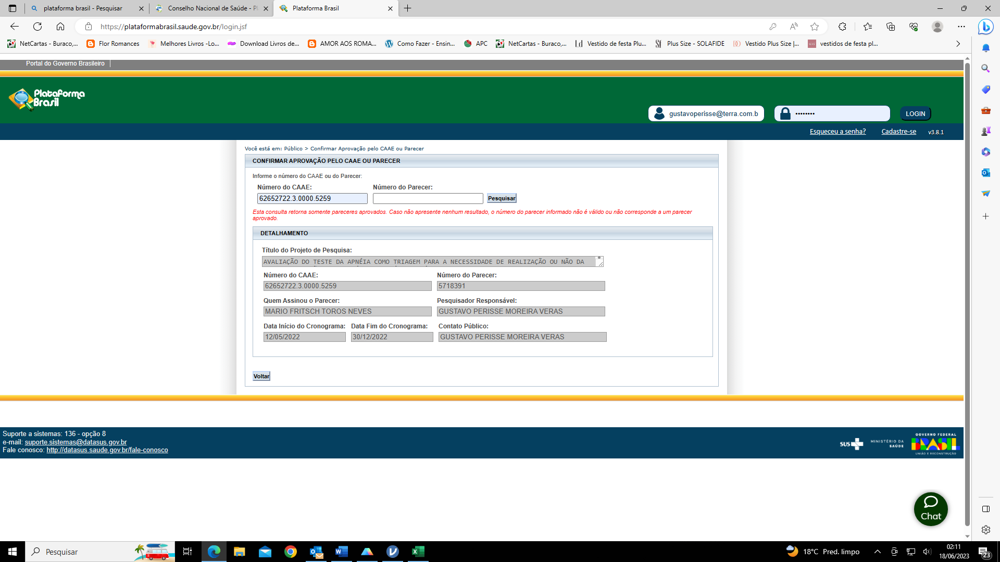 plataforma brasil - Pesquisar
Conselho Nacional de Saúde - Pl
Plataforma Brasil
https://plataformabrasil.saude.gov.br/login.jsf
NetCartas - Buraco,...
Flor Romances
Melhores Livros -Lo...
Download Livros de...
AMOR AOS ROMA...
Como Fazer - Ensin...
APC
NetCartas - Buraco,...
Vestido de festa Plu...
Plus Size - SOLAFIDE
Vestido Plus Size |...
vestidos de festa pl...
Portal do Governo Brasileiro
Plataforma
Brasil
gustavoperisse@terra.com.b
••••••••
LOGIN
Esqueceu a senha?
Cadastre-se
v3.8.1
Você está em: Público > Confirmar Aprovação pelo CAAE ou Parecer
CONFIRMAR APROVAÇÃO PELO CAAE OU PARECER
Informe o número do CAAE ou do Parecer:
Número do CAAE:
Número do Parecer:
62652722.3.0000.5259
Pesquisar
Esta consulta retorna somente pareceres aprovados. Caso não apresente nenhum resultado, o número do parecer informado não é válido ou não corresponde a um parecer
aprovado.
DETALHAMENTO
Título do Projeto de Pesquisa:
AVALIAÇÃO DO TESTE DA APNÉIA COMO TRIAGEM PARA A NECESSIDADE DE REALIZAÇÃO OU NÃO DA
Número do CAAE:
Número do Parecer:
62652722.3.0000.5259
5718391
Quem Assinou o Parecer:
Pesquisador Responsável:
MARIO FRITSCH TOROS NEVES
GUSTAVO PERISSE MOREIRA VERAS
Data Início do Cronograma:
Data Fim do Cronograma:
Contato Público:
12/05/2022
30/12/2022
GUSTAVO PERISSE MOREIRA VERAS
Voltar
Suporte a sistemas: 136 - opção 8
e-mail: suporte.sistemas@datasus.gov.br
Fale conosco: http://datasus.saude.gov.br/fale-conosco
SUS
MINISTÉRIO DA
SAÚDE
GOVERNO FEDERAL
BRASIL
UNIÃO E RECONSTRUÇÃO
Chat
Pesquisar
18°C Pred. limpo
02:11
18/06/2023
23